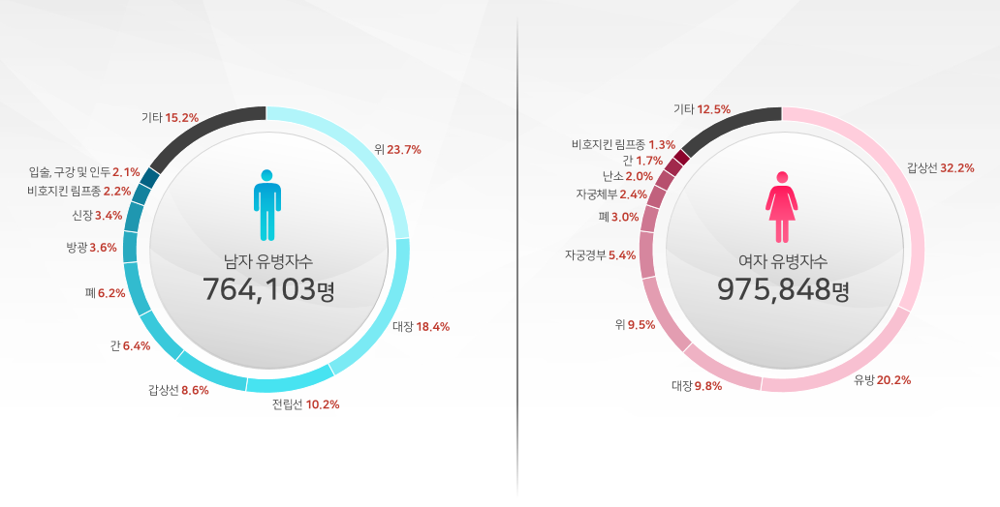 기타 15.2%
위 23.7%
입술, 구강 및 인두 2.1%
비호지킨 림프종 2.2%
신장 3.4%
방광 3.6%
폐 6.2%
대장 18.4%
간 6.4%
갑상선 8.6%
전립선 10.2%
남자 유병자수
764,103명
기타 12.5%
비호지킨 림프종 1.3%
간 1.7%
갑상선 32.2%
난소 2.0%
자궁체부 2.4%
폐 3.0%
자궁경부 5.4%
위 9.5%
대장 9.8%
유방 20.2%
여자 유병자수
975,848명